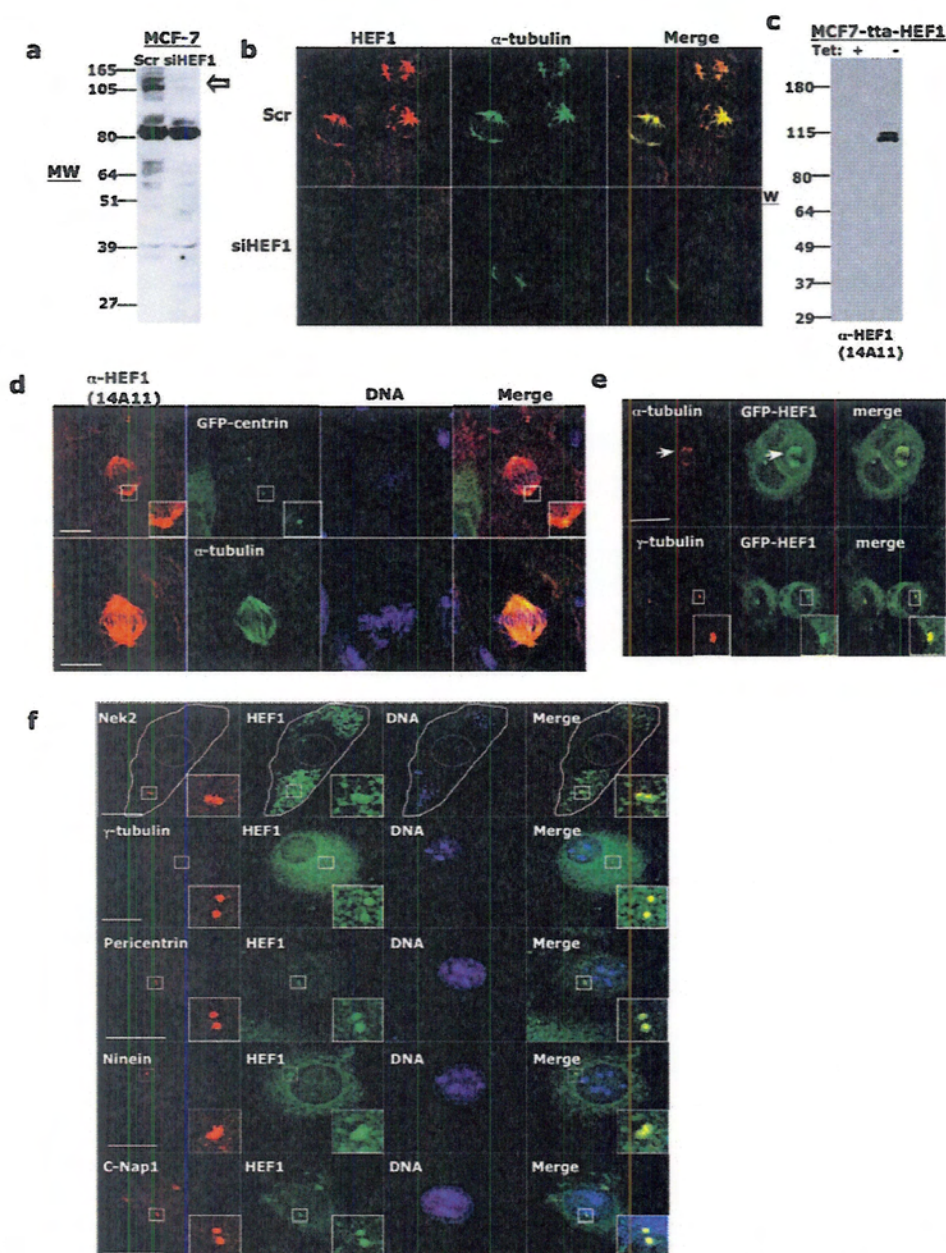 a
MCF-7
Scr siHEF1
165
105
80
MW
64
51
39
27
b
HEF1
α-tubulin
Merge
Scr
siHEF1
c
MCF7-tta-HEF1
Tet: + -
180
115
80
W
64
49
37
29
α-HEF1
(14A11)
d
α-HEF1
(14A11)
DNA
Merge
GFP-centrin
α-tubulin
e
α-tubulin
GFP-HEF1
merge
γ-tubulin
GFP-HEF1
merge
f
Nek2
HEF1
DNA
Merge
γ-tubulin
HEF1
DNA
Merge
Pericentrin
HEF1
DNA
Merge
Ninein
HEF1
DNA
Merge
C-Nap1
HEF1
DNA
Merge